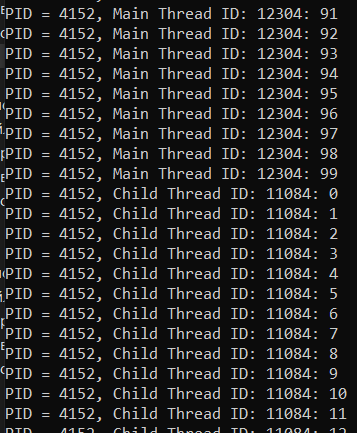 PID = 4152, Main Thread ID: 12304: 91
PID = 4152, Main Thread ID: 12304: 92
PID = 4152, Main Thread ID: 12304: 93
PID = 4152, Main Thread ID: 12304: 94
PID = 4152, Main Thread ID: 12304: 95
PID = 4152, Main Thread ID: 12304: 96
PID = 4152, Main Thread ID: 12304: 97
PID = 4152, Main Thread ID: 12304: 98
PID = 4152, Main Thread ID: 12304: 99
PID = 4152, Child Thread ID: 11084: 0
PID = 4152, Child Thread ID: 11084: 1
PID = 4152, Child Thread ID: 11084: 2
PID = 4152, Child Thread ID: 11084: 3
PID = 4152, Child Thread ID: 11084: 4
PID = 4152, Child Thread ID: 11084: 5
PID = 4152, Child Thread ID: 11084: 6
PID = 4152, Child Thread ID: 11084: 7
PID = 4152, Child Thread ID: 11084: 8
PID = 4152, Child Thread ID: 11084: 9
PID = 4152, Child Thread ID: 11084: 10
PID = 4152, Child Thread ID: 11084: 11
PID = 4152, Child Thread ID: 11084: 12